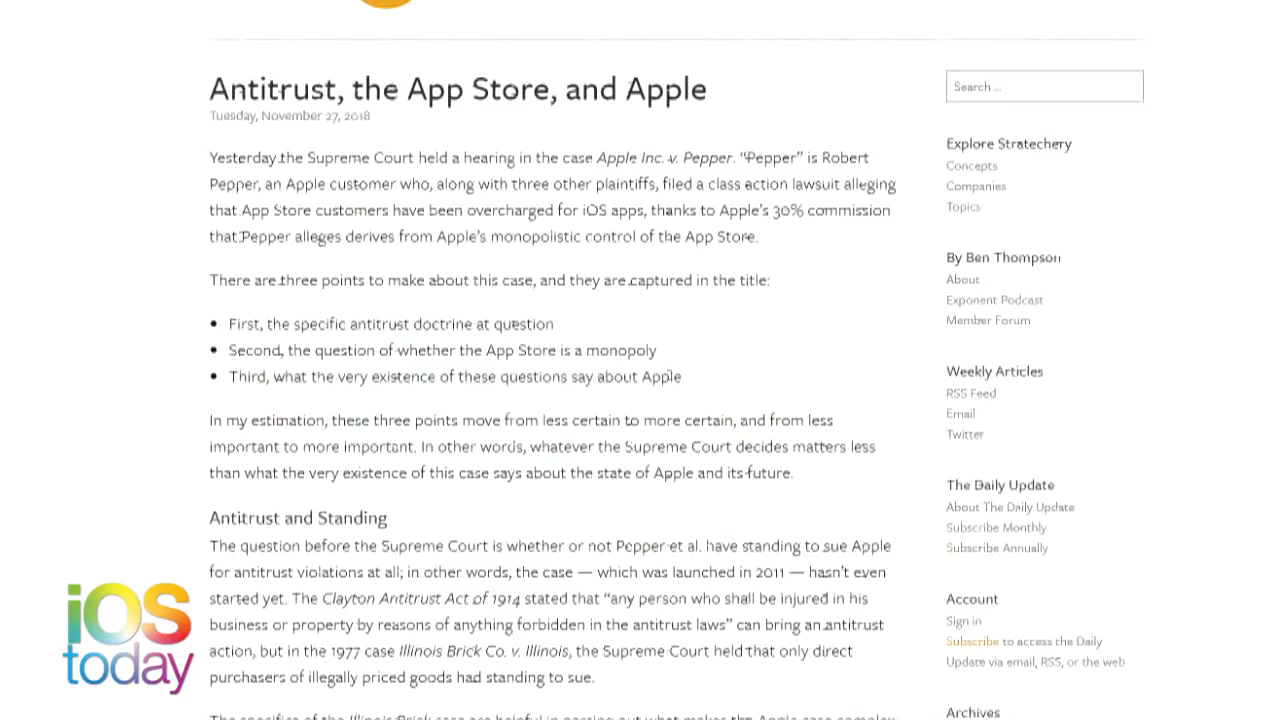 Antitrust, the App Store, and Apple
Tuesday, November 27, 2018
Yesterday the Supreme Court held a hearing in the case Apple Inc. v. Pepper. “Pepper” is Robert
Pepper, an Apple customer who, along with three other plaintiffs, filed a class action lawsuit alleging
that App Store customers have been overcharged for iOS apps, thanks to Apple’s 30% commission
that Pepper alleges derives from Apple’s monopolistic control of the App Store.
There are three points to make about this case, and they are captured in the title:
• First, the specific antitrust doctrine at question
• Second, the question of whether the App Store is a monopoly
• Third, what the very existence of these questions say about Apple
In my estimation, these three points move from less certain to more certain, and from less
important to more important. In other words, whatever the Supreme Court decides matters less
than what the very existence of this case says about the state of Apple and its future.
Antitrust and Standing
The question before the Supreme Court is whether or not Pepper et al. have standing to sue Apple
for antitrust violations at all; in other words, the case — which was launched in 2011 — hasn’t even
started yet. The Clayton Antitrust Act of 1914 stated that “any person who shall be injured in his
business or property by reasons of anything forbidden in the antitrust laws” can bring an antitrust
action, but in the 1977 case Illinois Brick Co. v. Illinois, the Supreme Court held that only direct
purchasers of illegally priced goods had standing to sue.
Search ...
Explore Stratechery
Concepts
Companies
Topics
By Ben Thompson
About
Exponent Podcast
Member Forum
Weekly Articles
RSS Feed
Email
Twitter
The Daily Update
About The Daily Update
Subscribe Monthly
Subscribe Annually
Account
Sign in
Subscribe to access the Daily
Update via email, RSS, or the web
Archives
iOS
today